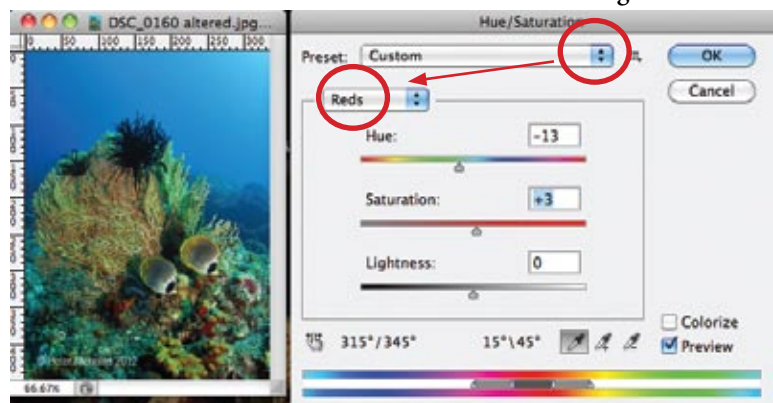 DSC_0160 altered.jpg...
0 50 100 150 200 250 300
66.67%
Hue/Saturation
Preset: Custom
OK
Reds
Cancel
Hue: -13
Saturation: +3
Lightness: 0
Colorize
315°/345° 15°\45°
Preview